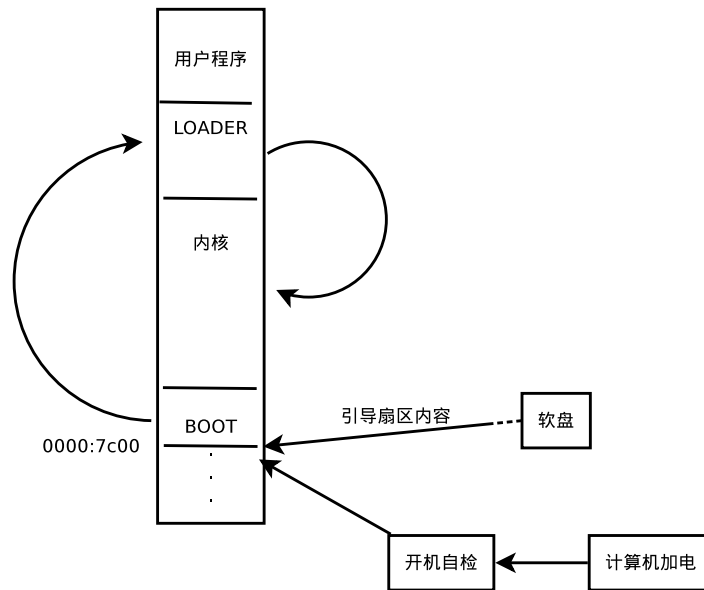 用户程序
LOADER
内核
引导扇区内容
软盘
BOOT
0000:7c00
开机自检
计算机加电